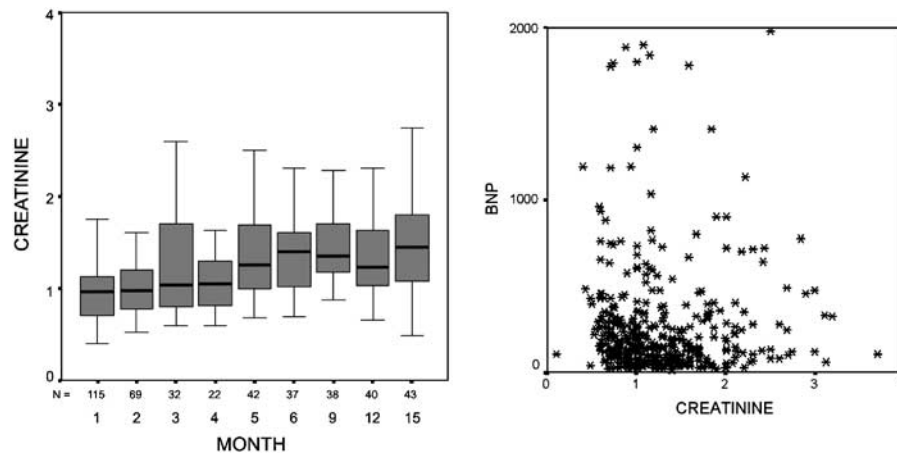 4
3
2
1
0
CREATININE
N = 115 69 32 22 42 37 38 40 43
1 2 3 4 5 6 9 12 15
MONTH
2000
1000
0
BNP
0 1 2 3
CREATININE